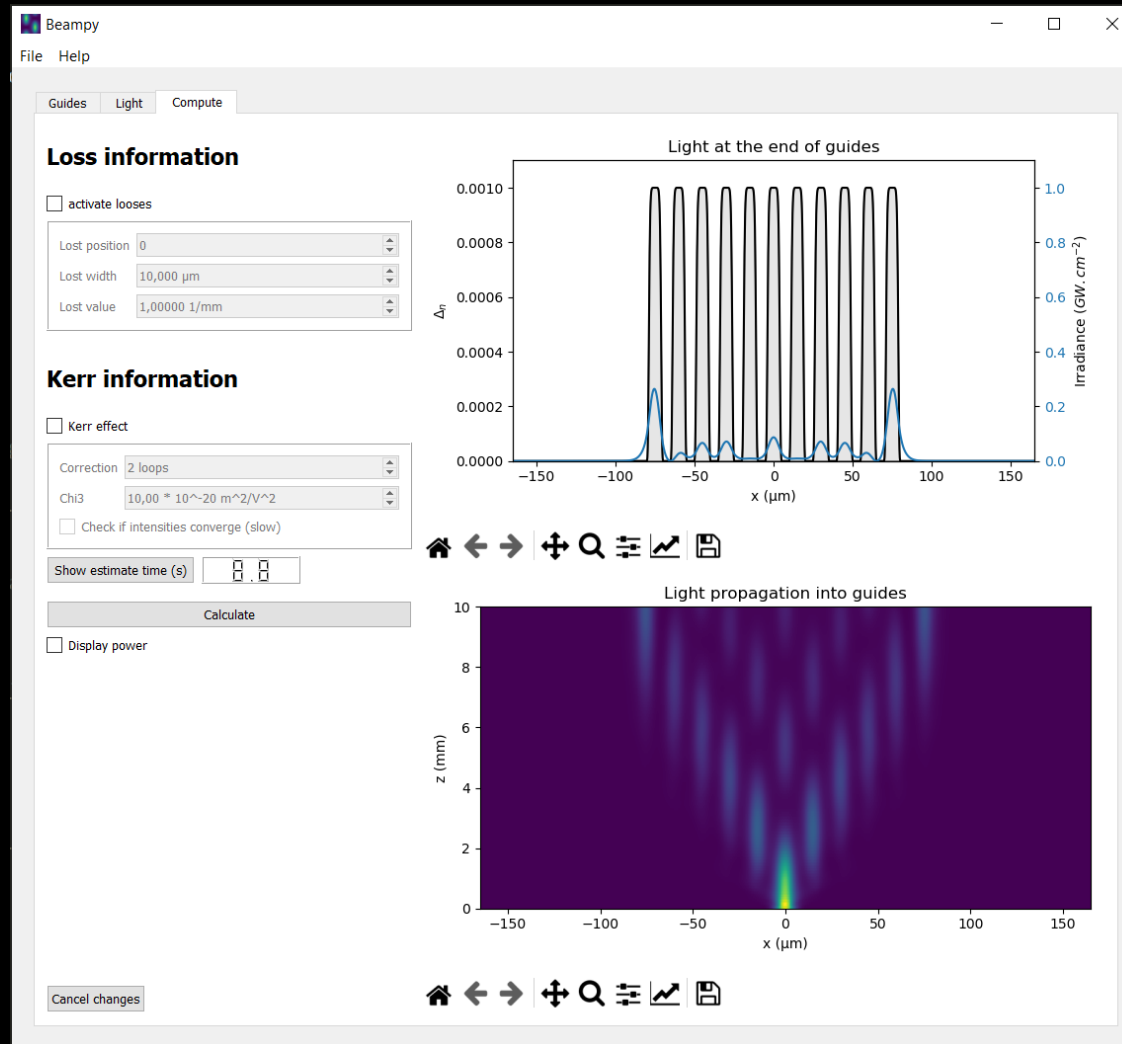 Beampy
File Help
Guides Light Compute
Loss information
activate looses
Lost position 0
Lost width 10,000 µm
Lost value 1,00000 1/mm
Kerr information
Kerr effect
Correction 2 loops
Chi3 10,00 * 10^-20 m^2/V^2
Check if intensities converge (slow)
Show estimate time (s) 0.0
Calculate
Display power
Cancel changes
Light at the end of guides
0.0010
0.0008
0.0006
0.0004
0.0002
0.0000
Δn
1.0
0.8
0.6
0.4
0.2
0.0
Irradiance (GW.cm⁻²)
−150 −100 −50 0 50 100 150
x (µm)
Light propagation into guides
10
8
6
4
2
0
z (mm)
−150 −100 −50 0 50 100 150
x (µm)